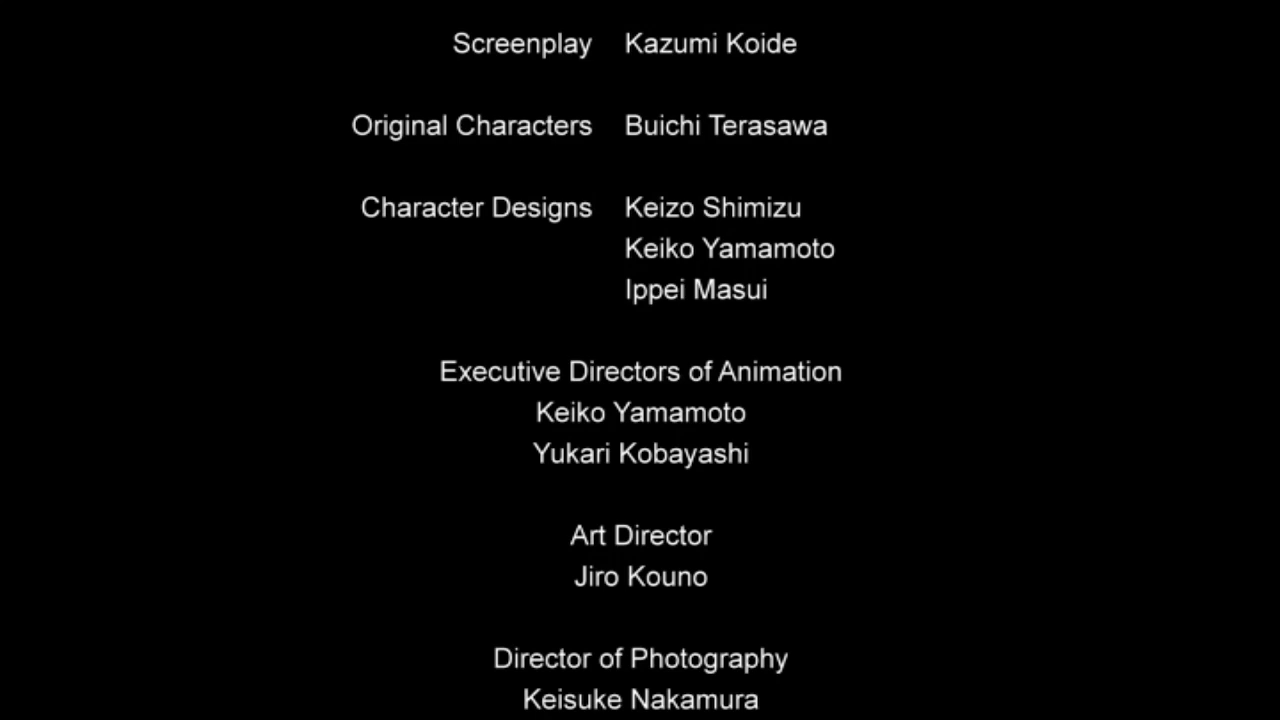 Screenplay Kazumi Koide
Original Characters Buichi Terasawa
Character Designs Keizo Shimizu
Keiko Yamamoto
Ippei Masui
Executive Directors of Animation
Keiko Yamamoto
Yukari Kobayashi
Art Director
Jiro Kouno
Director of Photography
Keisuke Nakamura